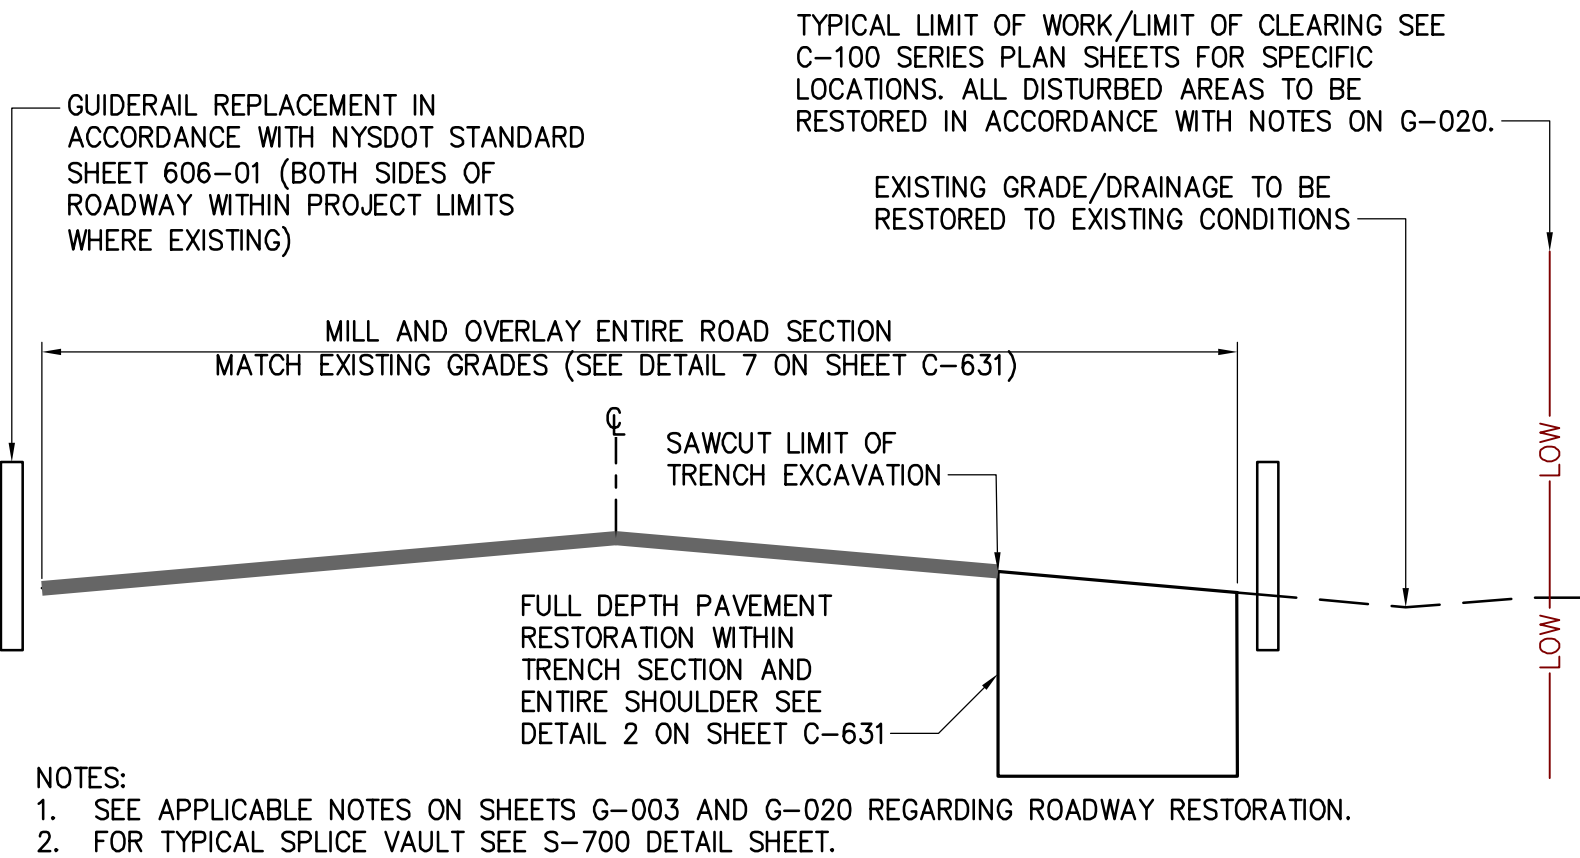 TYPICAL LIMIT OF WORK/LIMIT OF CLEARING SEE
C-100 SERIES PLAN SHEETS FOR SPECIFIC
LOCATIONS. ALL DISTURBED AREAS TO BE
RESTORED IN ACCORDANCE WITH NOTES ON G-020.
GUIDERAIL REPLACEMENT IN
ACCORDANCE WITH NYSDOT STANDARD
SHEET 606-01 (BOTH SIDES OF
ROADWAY WITHIN PROJECT LIMITS
WHERE EXISTING)
EXISTING GRADE/DRAINAGE TO BE
RESTORED TO EXISTING CONDITIONS
MILL AND OVERLAY ENTIRE ROAD SECTION
MATCH EXISTING GRADES (SEE DETAIL 7 ON SHEET C-631)
℄
SAWCUT LIMIT OF
TRENCH EXCAVATION
LOW
LOW
FULL DEPTH PAVEMENT
RESTORATION WITHIN
TRENCH SECTION AND
ENTIRE SHOULDER SEE
DETAIL 2 ON SHEET C-631
NOTES:
1. SEE APPLICABLE NOTES ON SHEETS G-003 AND G-020 REGARDING ROADWAY RESTORATION.
2. FOR TYPICAL SPLICE VAULT SEE S-700 DETAIL SHEET.